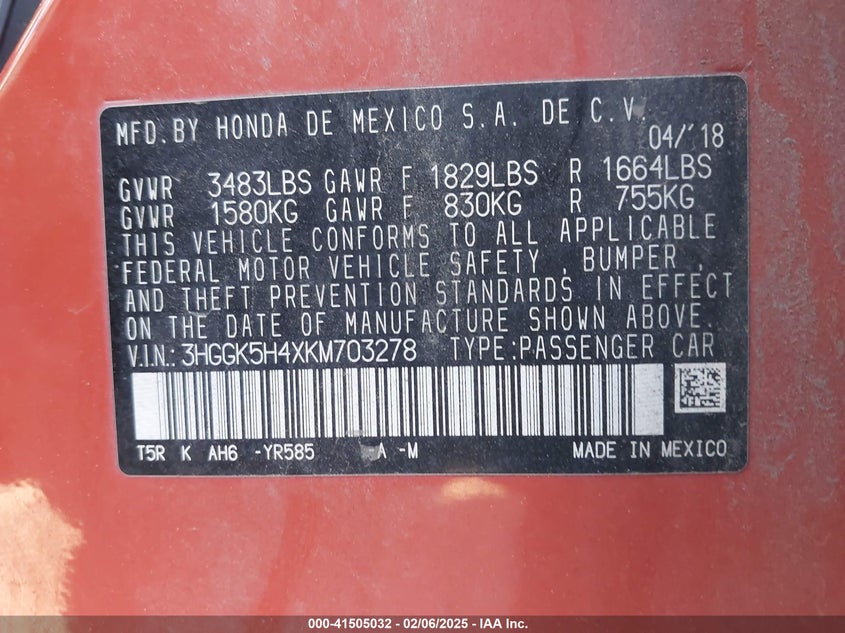 MFD.BY HONDA DE MEXICO S.A. DE C.V.
04/'18
GVWR 3483LBS GAWR F 1829LBS R 1664LBS
GVWR 1580KG GAWR F 830KG R 755KG
THIS VEHICLE CONFORMS TO ALL APPLICABLE
FEDERAL MOTOR VEHICLE SAFETY , BUMPER ,
AND THEFT PREVENTION STANDARDS IN EFFECT
ON THE DATE OF MANUFACTURE SHOWN ABOVE.
V.I.N.: 3HGGK5H4XKM703278 TYPE:PASSENGER CAR
T5R K AH6 -YR585 -A -M MADE IN MEXICO
000-41505032 - 02/06/2025 - IAA Inc.